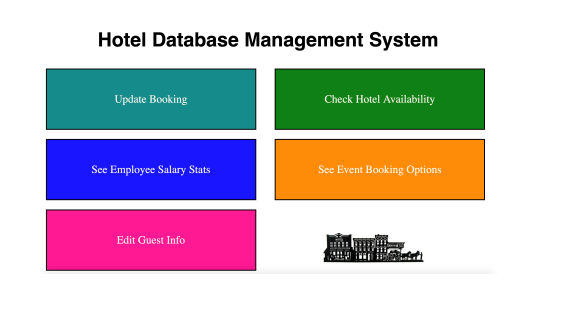 Hotel Database Management System
Update Booking
Check Hotel Availability
See Employee Salary Stats
See Event Booking Options
Edit Guest Info